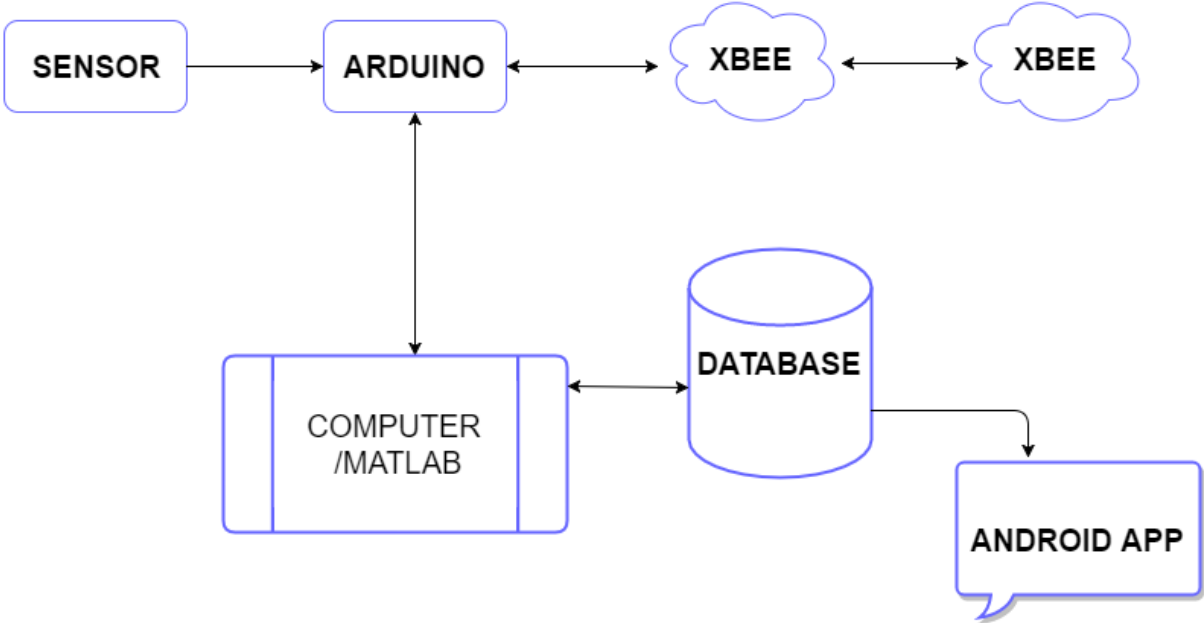 SENSOR
ARDUINO
XBEE
XBEE
COMPUTER
/MATLAB
DATABASE
ANDROID APP